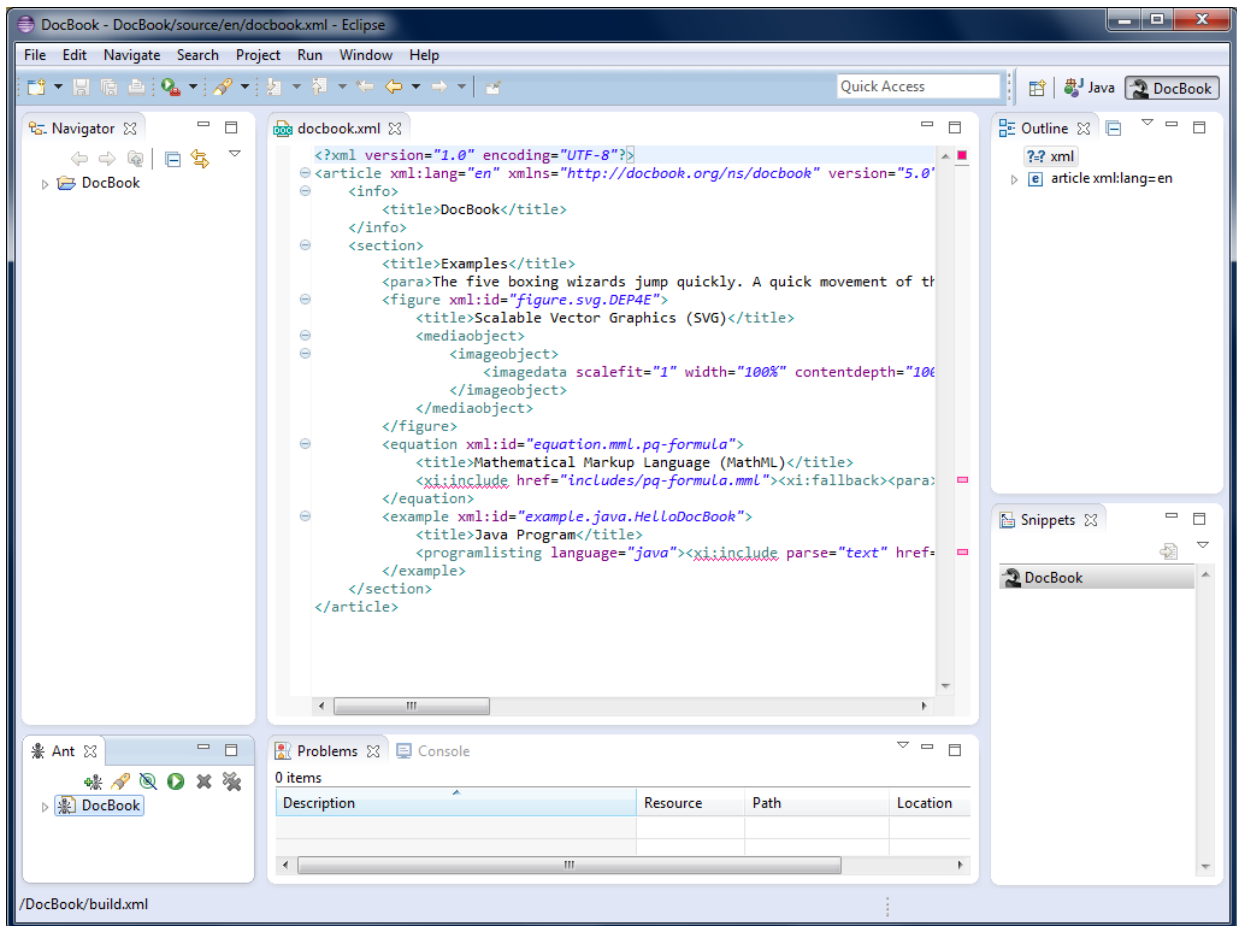 DocBook - DocBook/source/en/docbook.xml - Eclipse
File Edit Navigate Search Project Run Window Help
Quick Access
Java
DocBook
Navigator
DocBook
docbook.xml
<?xml version="1.0" encoding="UTF-8"?>
<article xml:lang="en" xmlns="http://docbook.org/ns/docbook" version="5.0"
<info>
<title>DocBook</title>
</info>
<section>
<title>Examples</title>
<para>The five boxing wizards jump quickly. A quick movement of th
<figure xml:id="figure.svg.DEP4E">
<title>Scalable Vector Graphics (SVG)</title>
<mediaobject>
<imageobject>
<imagedata scalefit="1" width="100%" contentdepth="100
</imageobject>
</mediaobject>
</figure>
<equation xml:id="equation.mml.pq-formula">
<title>Mathematical Markup Language (MathML)</title>
<xi:include href="includes/pq-formula.mml"><xi:fallback><para>
</equation>
<example xml:id="example.java.HelloDocBook">
<title>Java Program</title>
<programlisting language="java"><xi:include parse="text" href=
</example>
</section>
</article>
Outline
?=? xml
e article xml:lang=en
Snippets
DocBook
Ant
DocBook
Problems
Console
0 items
Description Resource Path Location
/DocBook/build.xml